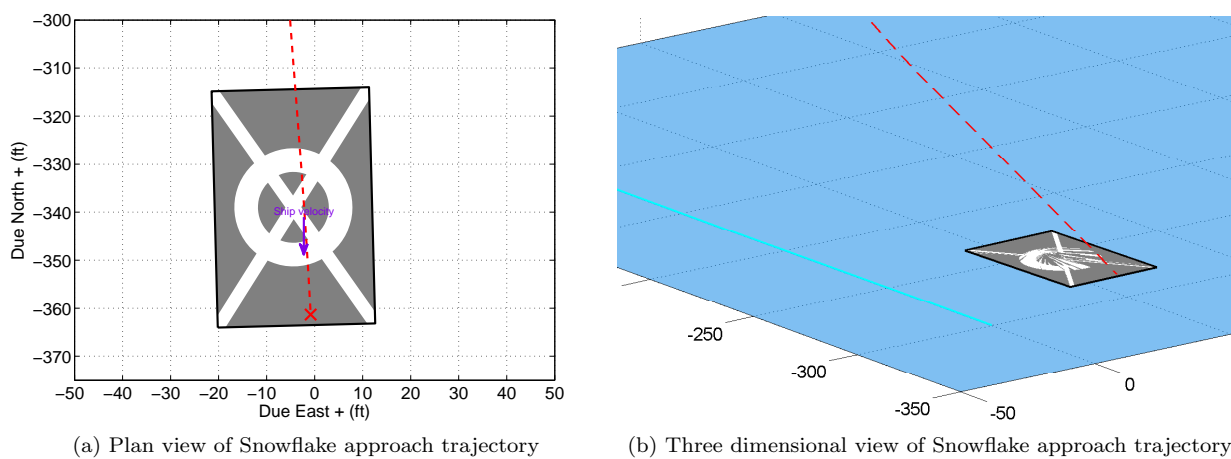 −300
−310
−320
−330
−340
−350
−360
−370
Due North + (ft)
Ship velocity
−50 −40 −30 −20 −10 0 10 20 30 40 50
Due East + (ft)
(a) Plan view of Snowflake approach trajectory
-250
-300
-350
-50
0
(b) Three dimensional view of Snowflake approach trajectory